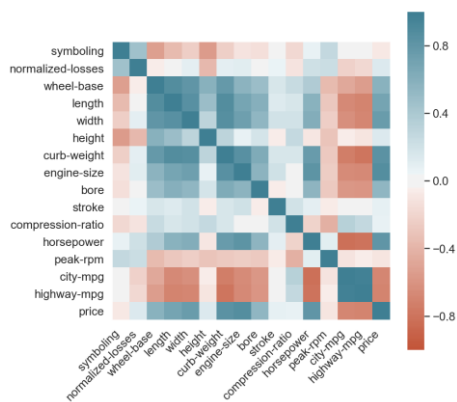 symboling
normalized-losses
wheel-base
length
width
height
curb-weight
engine-size
bore
stroke
compression-ratio
horsepower
peak-rpm
city-mpg
highway-mpg
price
symboling
normalized-losses
wheel-base
length
width
height
curb-weight
engine-size
bore
stroke
compression-ratio
horsepower
peak-rpm
city-mpg
highway-mpg
price
0.8
0.4
0.0
−0.4
−0.8